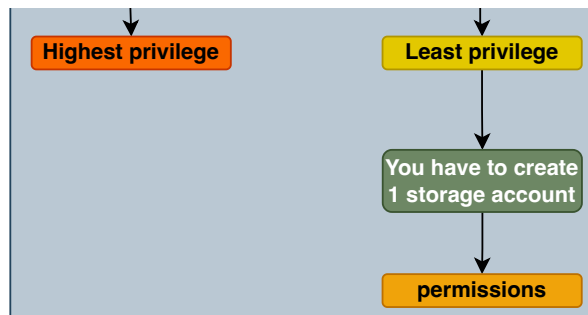 Highest privilege
Least privilege
You have to create
1 storage account
permissions